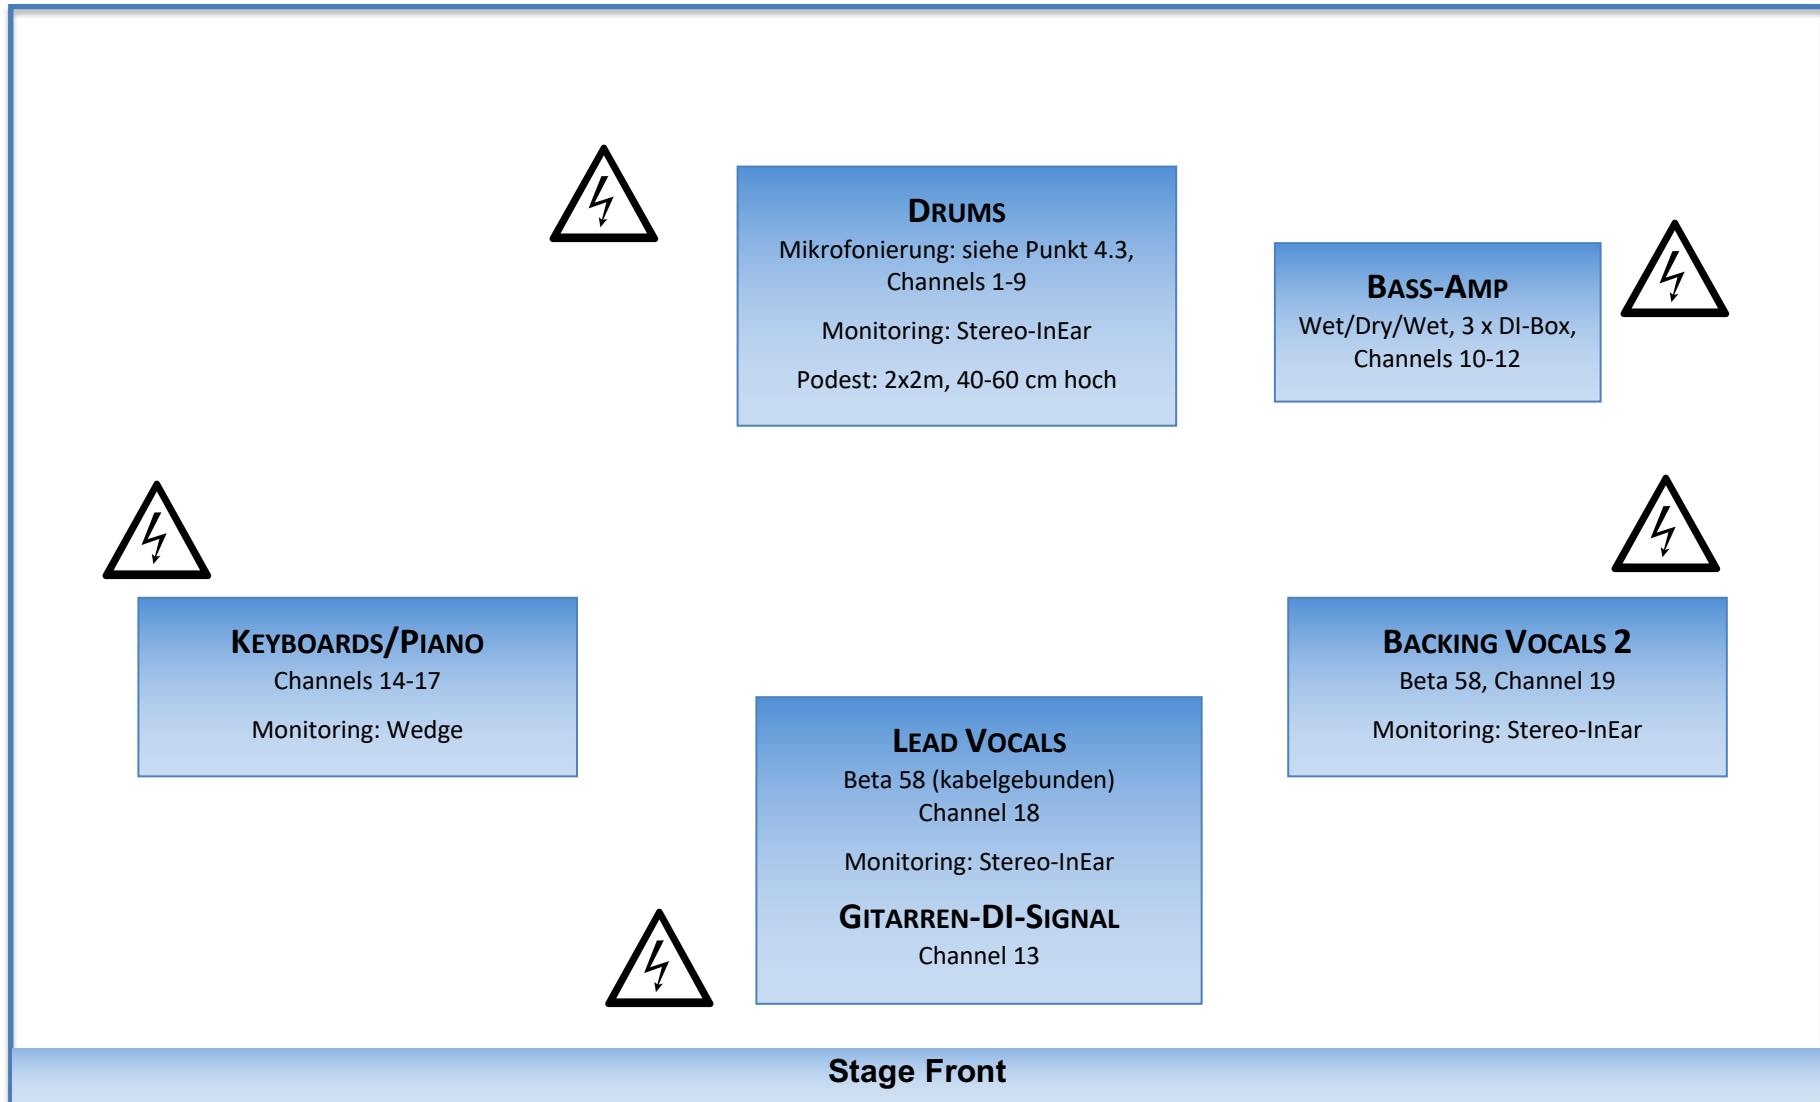 DRUMS
Mikrofonierung: siehe Punkt 4.3,
Channels 1-9
Monitoring: Stereo-InEar
Podest: 2x2m, 40-60 cm hoch
BASS-AMP
Wet/Dry/Wet, 3 x DI-Box,
Channels 10-12
KEYBOARDS/PIANO
Channels 14-17
Monitoring: Wedge
LEAD VOCALS
Beta 58 (kabelgebunden)
Channel 18
Monitoring: Stereo-InEar
GITARREN-DI-SIGNAL
Channel 13
BACKING VOCALS 2
Beta 58, Channel 19
Monitoring: Stereo-InEar
Stage Front